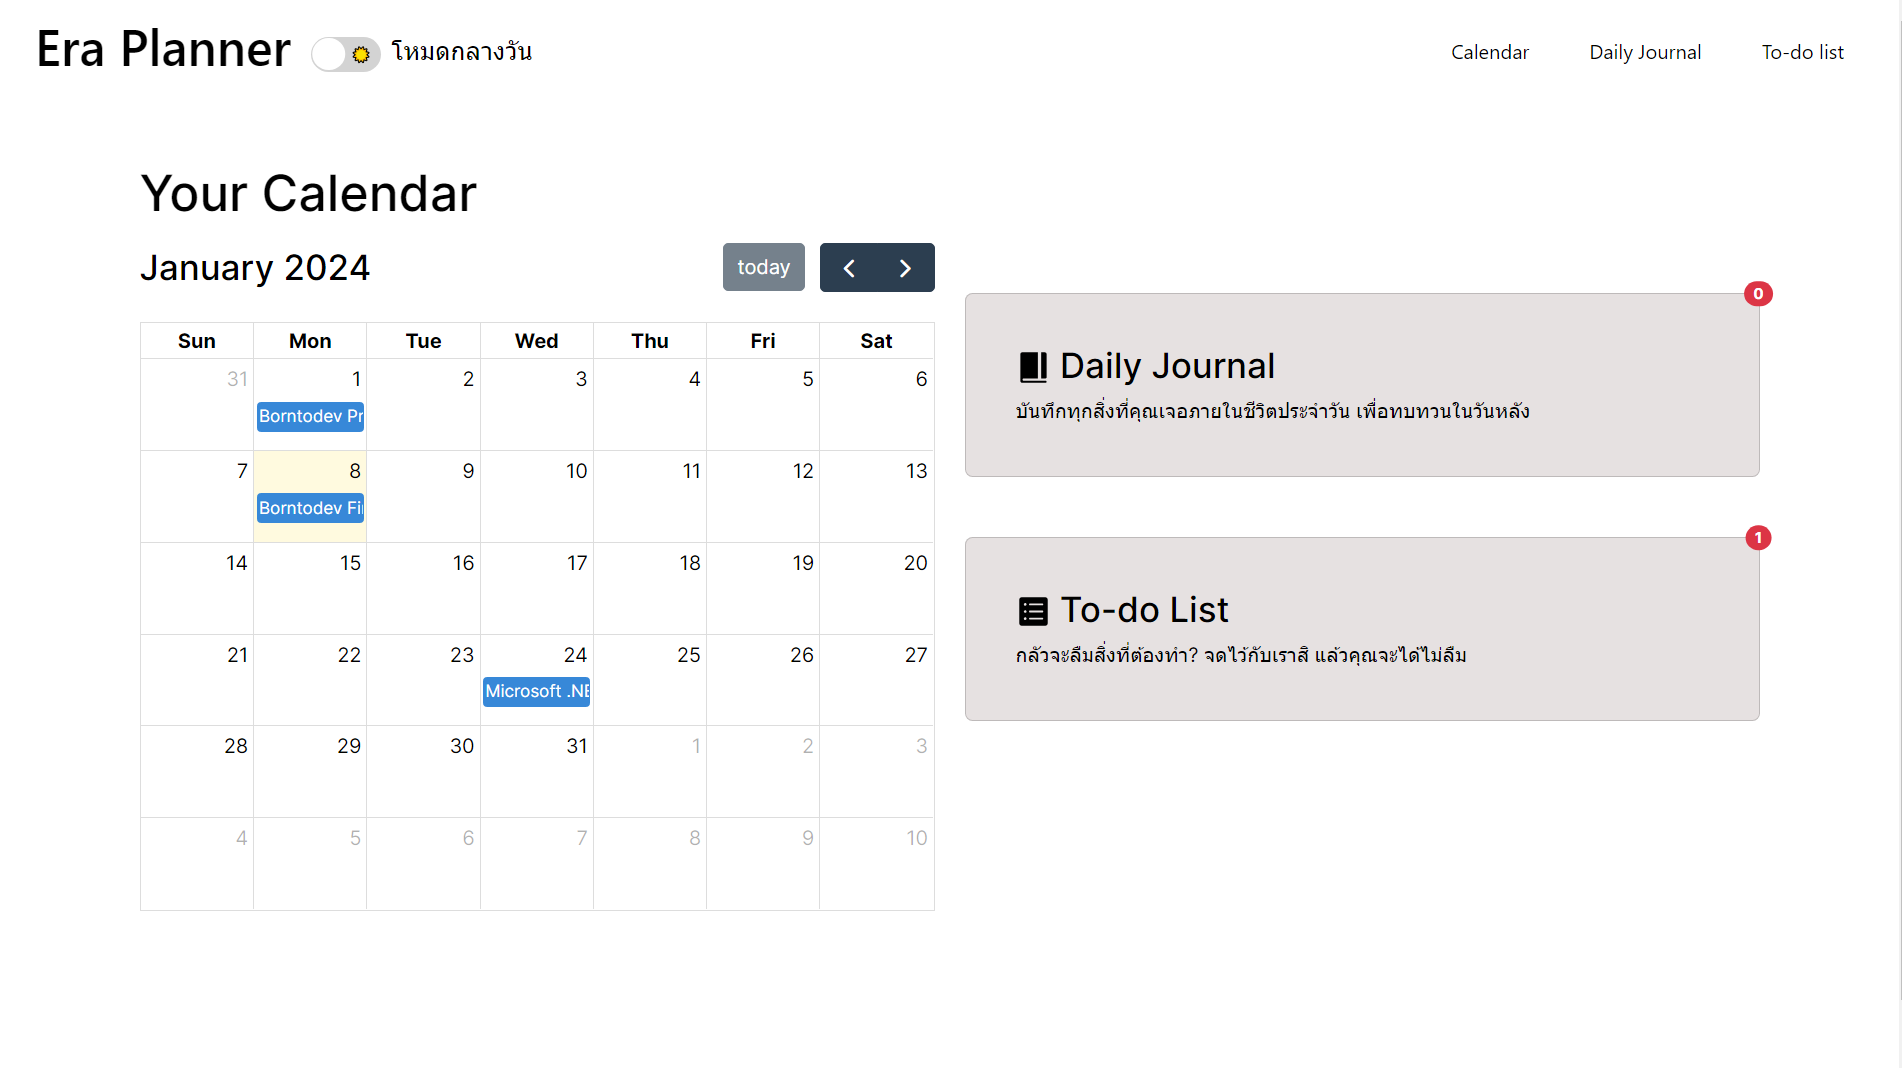 Era Planner โหมดกลางวัน Calendar Daily Journal To-do list
Your Calendar
January 2024 today
Sun Mon Tue Wed Thu Fri Sat
31 1 2 3 4 5 6
Borntodev Pr
7 8 9 10 11 12 13
Borntodev Fi
14 15 16 17 18 19 20
21 22 23 24 25 26 27
Microsoft .NE
28 29 30 31 1 2 3
4 5 6 7 8 9 10
0
Daily Journal
บันทึกทุกสิ่งที่คุณเจอภายในชีวิตประจำวัน เพื่อทบทวนในวันหลัง
1
To-do List
กลัวจะลืมสิ่งที่ต้องทำ? จดไว้กับเราสิ แล้วคุณจะได้ไม่ลืม